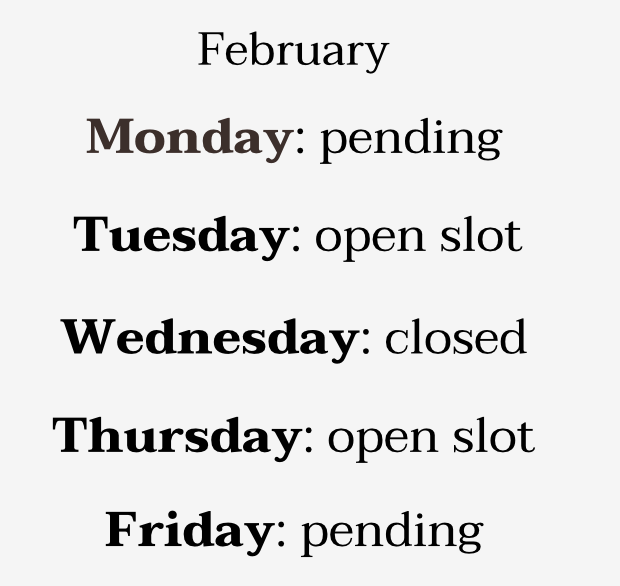 February
Monday: pending
Tuesday: open slot
Wednesday: closed
Thursday: open slot
Friday: pending